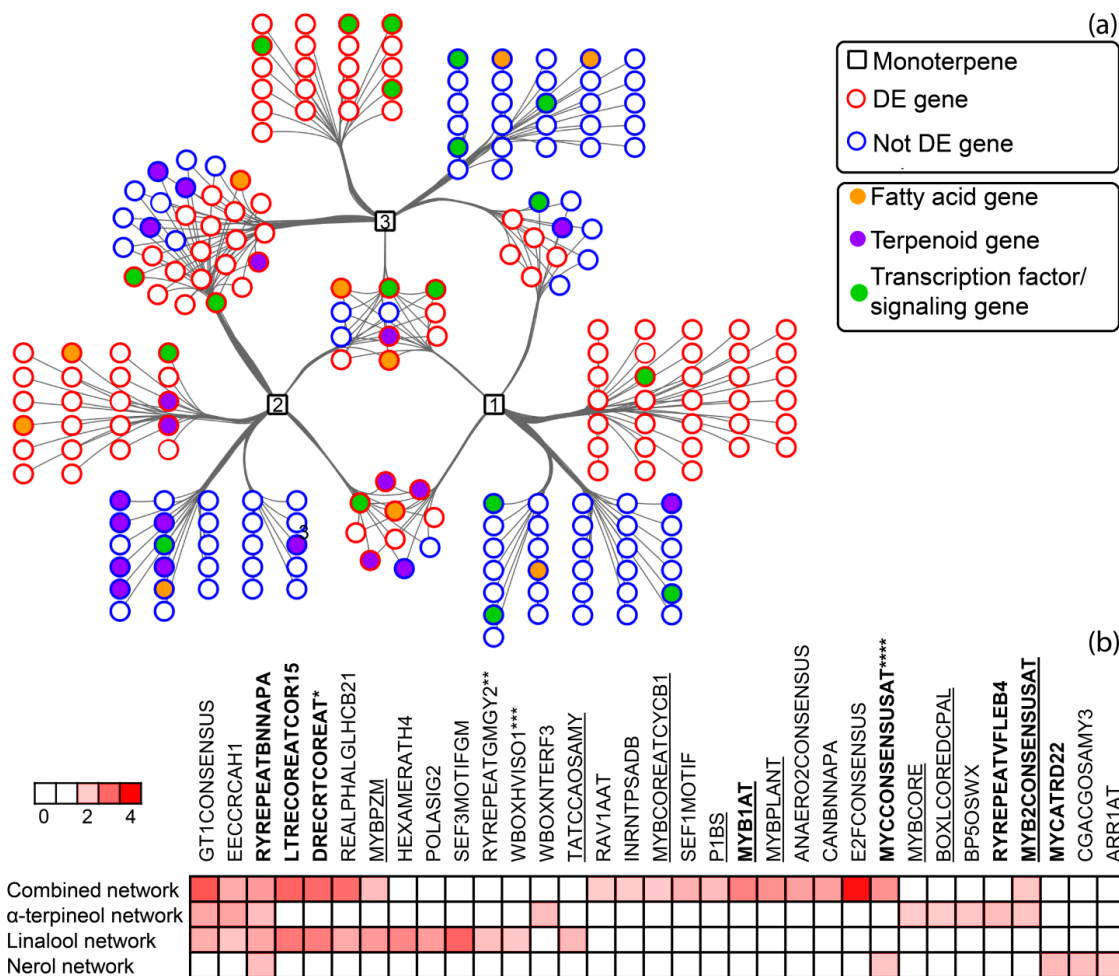 (a)
Monoterpene
DE gene
Not DE gene
Fatty acid gene
Terpenoid gene
Transcription factor/
signaling gene
3
2
1
3
(b)
0 2 4
GT1CONSENSUS
EECCRCAH1
RYREPEATBNNAPA
LTRECOREATCOR15
DRECRTCOREAT*
REALPHALGLHCB21
MYBPZM
HEXAMERATH4
POLASIG2
SEF3MOTIFGM
RYREPEATGMGY2**
WBOXHVISO1***
WBOXNTERF3
TATCCAOSAMY
RAV1AAT
INRNTPSADB
MYBCOREATCYCB1
SEF1MOTIF
P1BS
MYB1AT
MYBPLANT
ANAERO2CONSENSUS
CANBNNAPA
E2FCONSENSUS
MYCCONSENSUSAT****
MYBCORE
BOXLCOREDCPAL
BP5OSWX
RYREPEATVFLEB4
MYB2CONSENSUSAT
MYCATRD22
CGACGOSAMY3
ARR1AT
Combined network
α-terpineol network
Linalool network
Nerol network